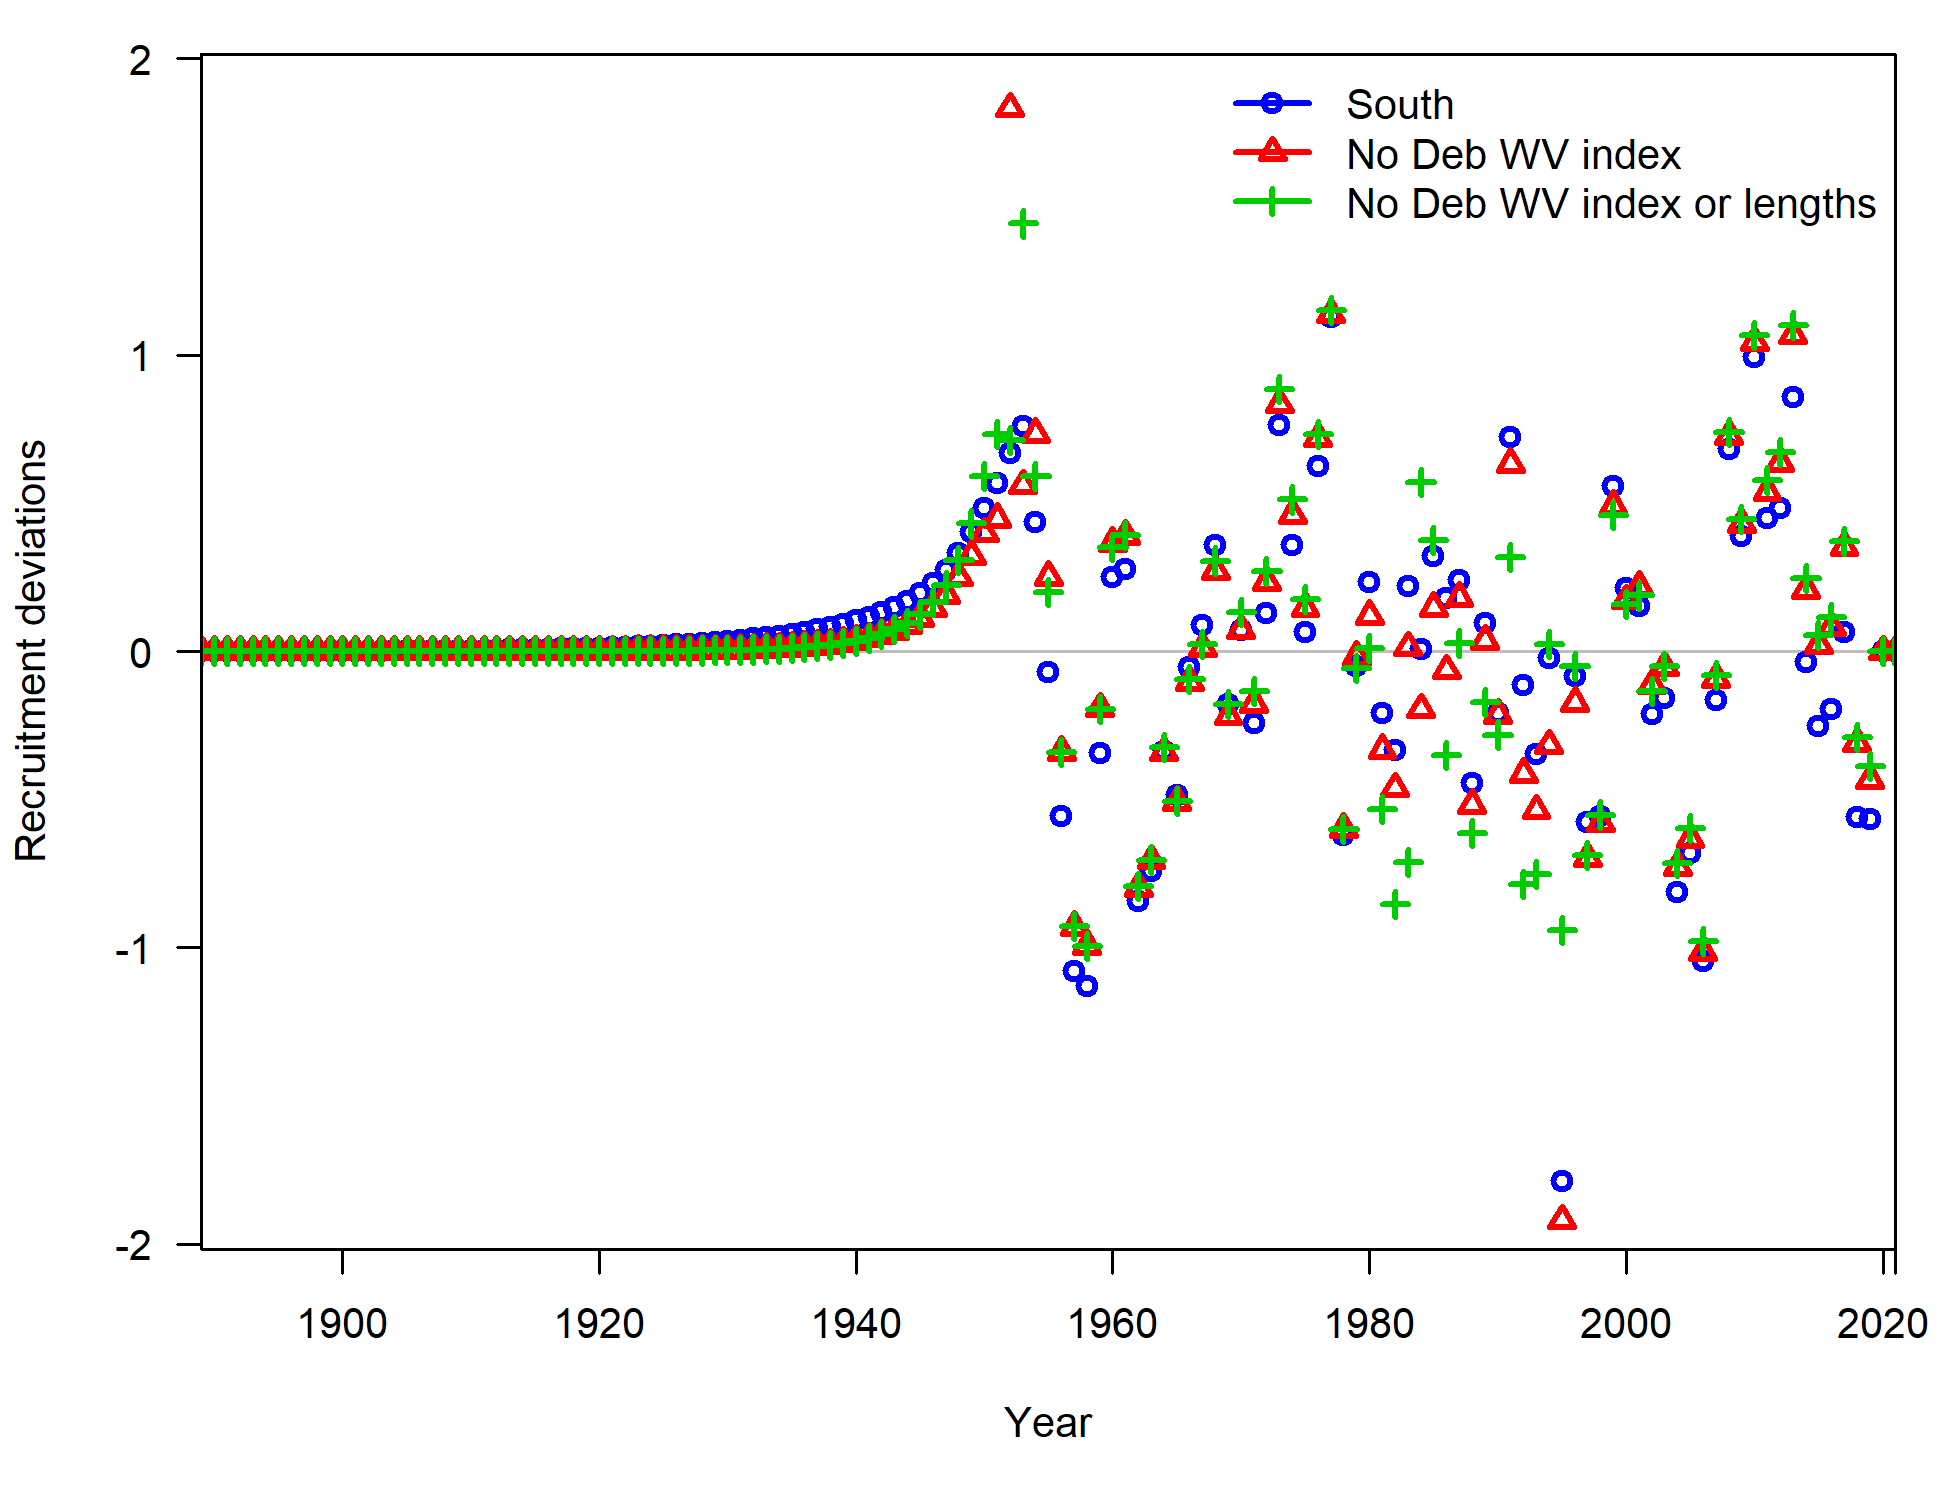 2
1
0
-1
-2
Recruitment deviations
South
No Deb WV index
No Deb WV index or lengths
1900 1920 1940 1960 1980 2000 2020
Year